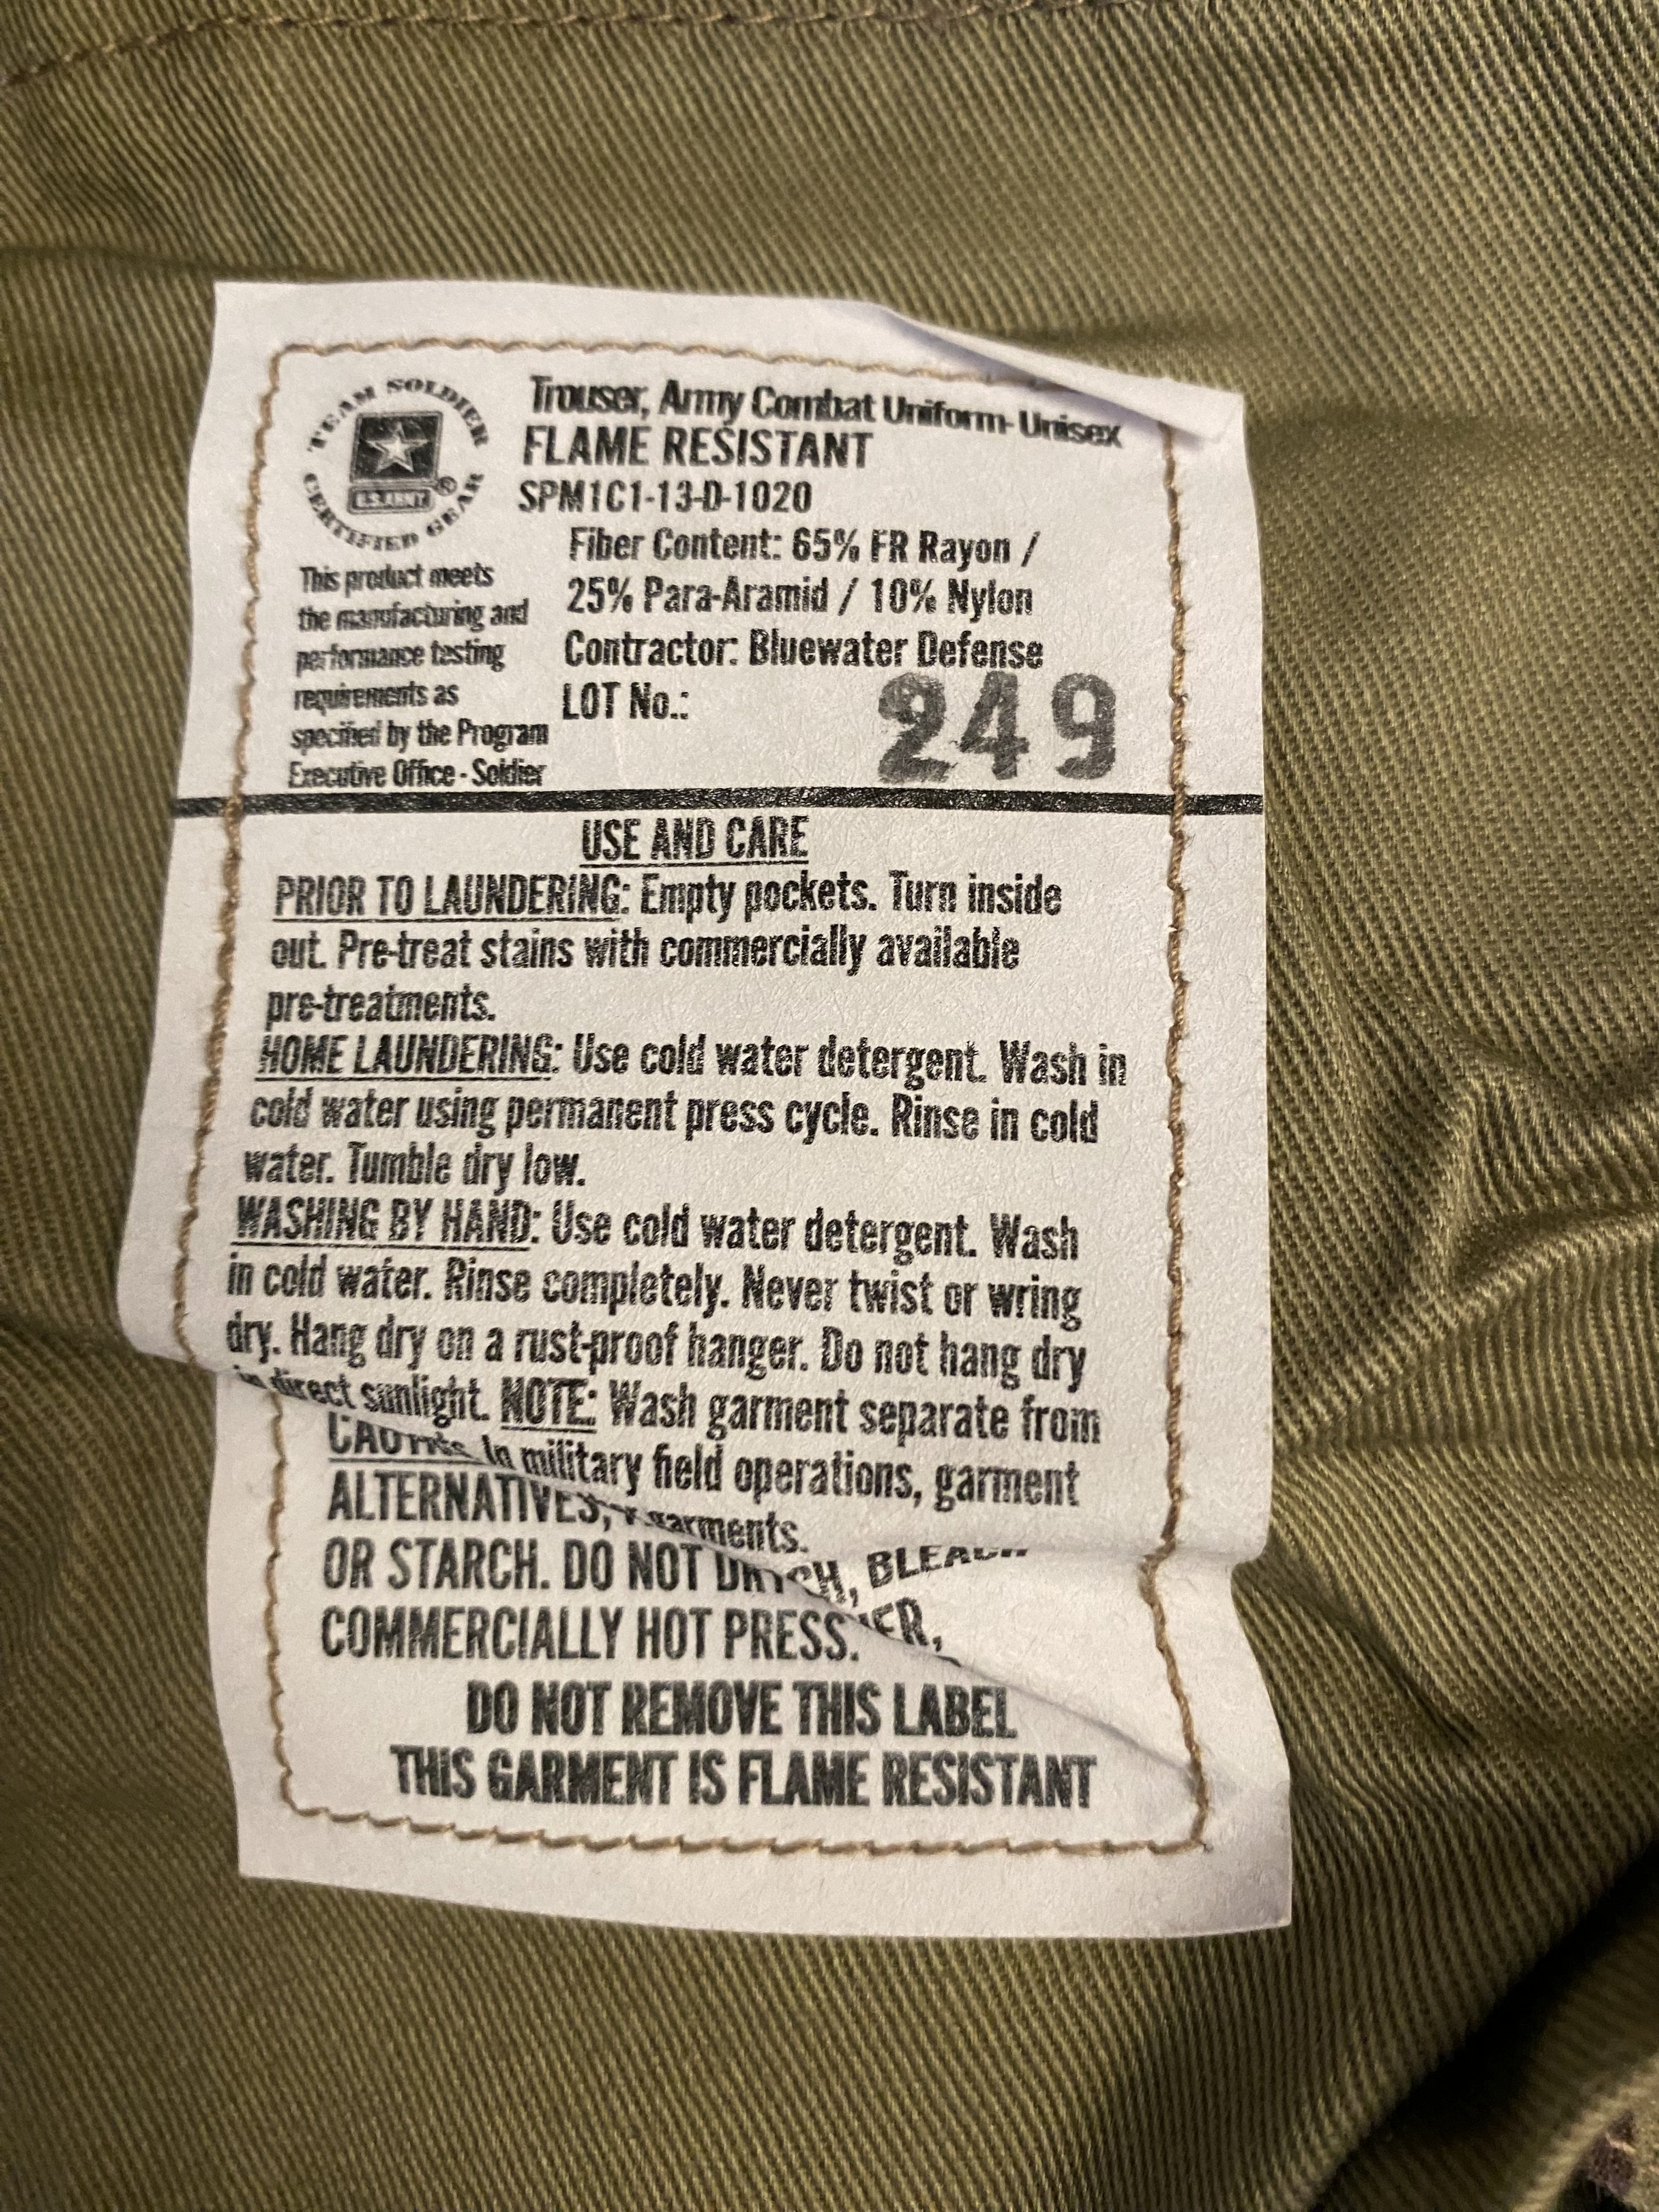 TEAM SOLDIER
U.S.ARMY ®
CERTIFIED GEAR
This product meets
the manufacturing and
performance testing
requirements as
specified by the Program
Executive Office - Soldier
Trouser, Army Combat Uniform- Unisex
FLAME RESISTANT
SPM1C1-13-D-1020
Fiber Content: 65% FR Rayon /
25% Para-Aramid / 10% Nylon
Contractor: Bluewater Defense
LOT No.: 249
USE AND CARE
PRIOR TO LAUNDERING: Empty pockets. Turn inside
out. Pre-treat stains with commercially available
pre-treatments.
HOME LAUNDERING: Use cold water detergent. Wash in
cold water using permanent press cycle. Rinse in cold
water. Tumble dry low.
WASHING BY HAND: Use cold water detergent. Wash
in cold water. Rinse completely. Never twist or wring
dry. Hang dry on a rust-proof hanger. Do not hang dry
in direct sunlight. NOTE: Wash garment separate from
In military field operations, garment
garments.
ALTERNATIVES,
OR STARCH. DO NOT
COMMERCIALLY HOT PRESS.
DO NOT REMOVE THIS LABEL
THIS GARMENT IS FLAME RESISTANT